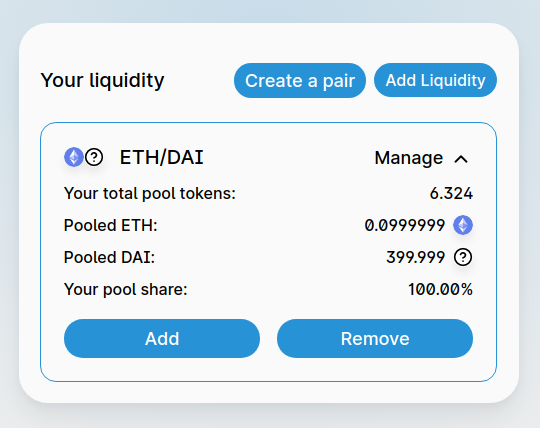 Your liquidity
Create a pair
Add Liquidity
ETH/DAI
Manage
Your total pool tokens: 6.324
Pooled ETH: 0.0999999
Pooled DAI: 399.999 ?
Your pool share: 100.00%
Add
Remove